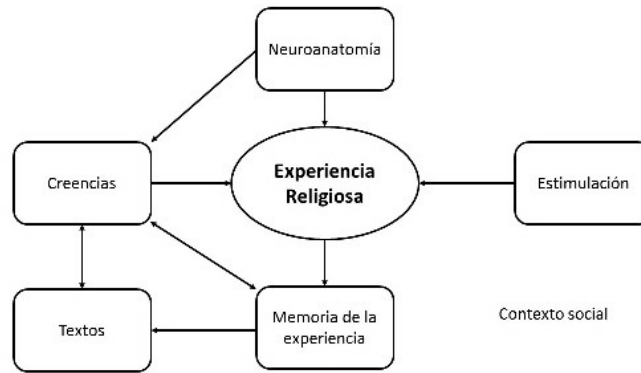 Neuroanatomía
Creencias
Experiencia
Religiosa
Estimulación
Textos
Memoria de la
experiencia
Contexto social